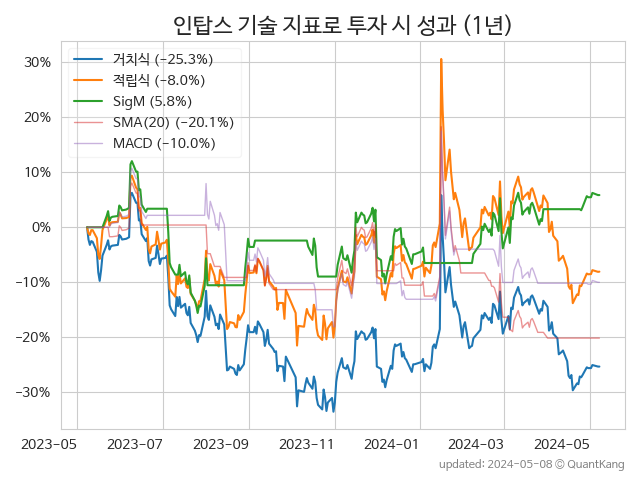 인탑스 기술 지표로 투자 시 성과 (1년)
거치식 (−25.3%)
적립식 (−8.0%)
SigM (5.8%)
SMA(20) (−20.1%)
MACD (−10.0%)
30%
20%
10%
0%
−10%
−20%
−30%
2023−05 2023−07 2023−09 2023−11 2024−01 2024−03 2024−05
updated: 2024−05−08 © QuantKang